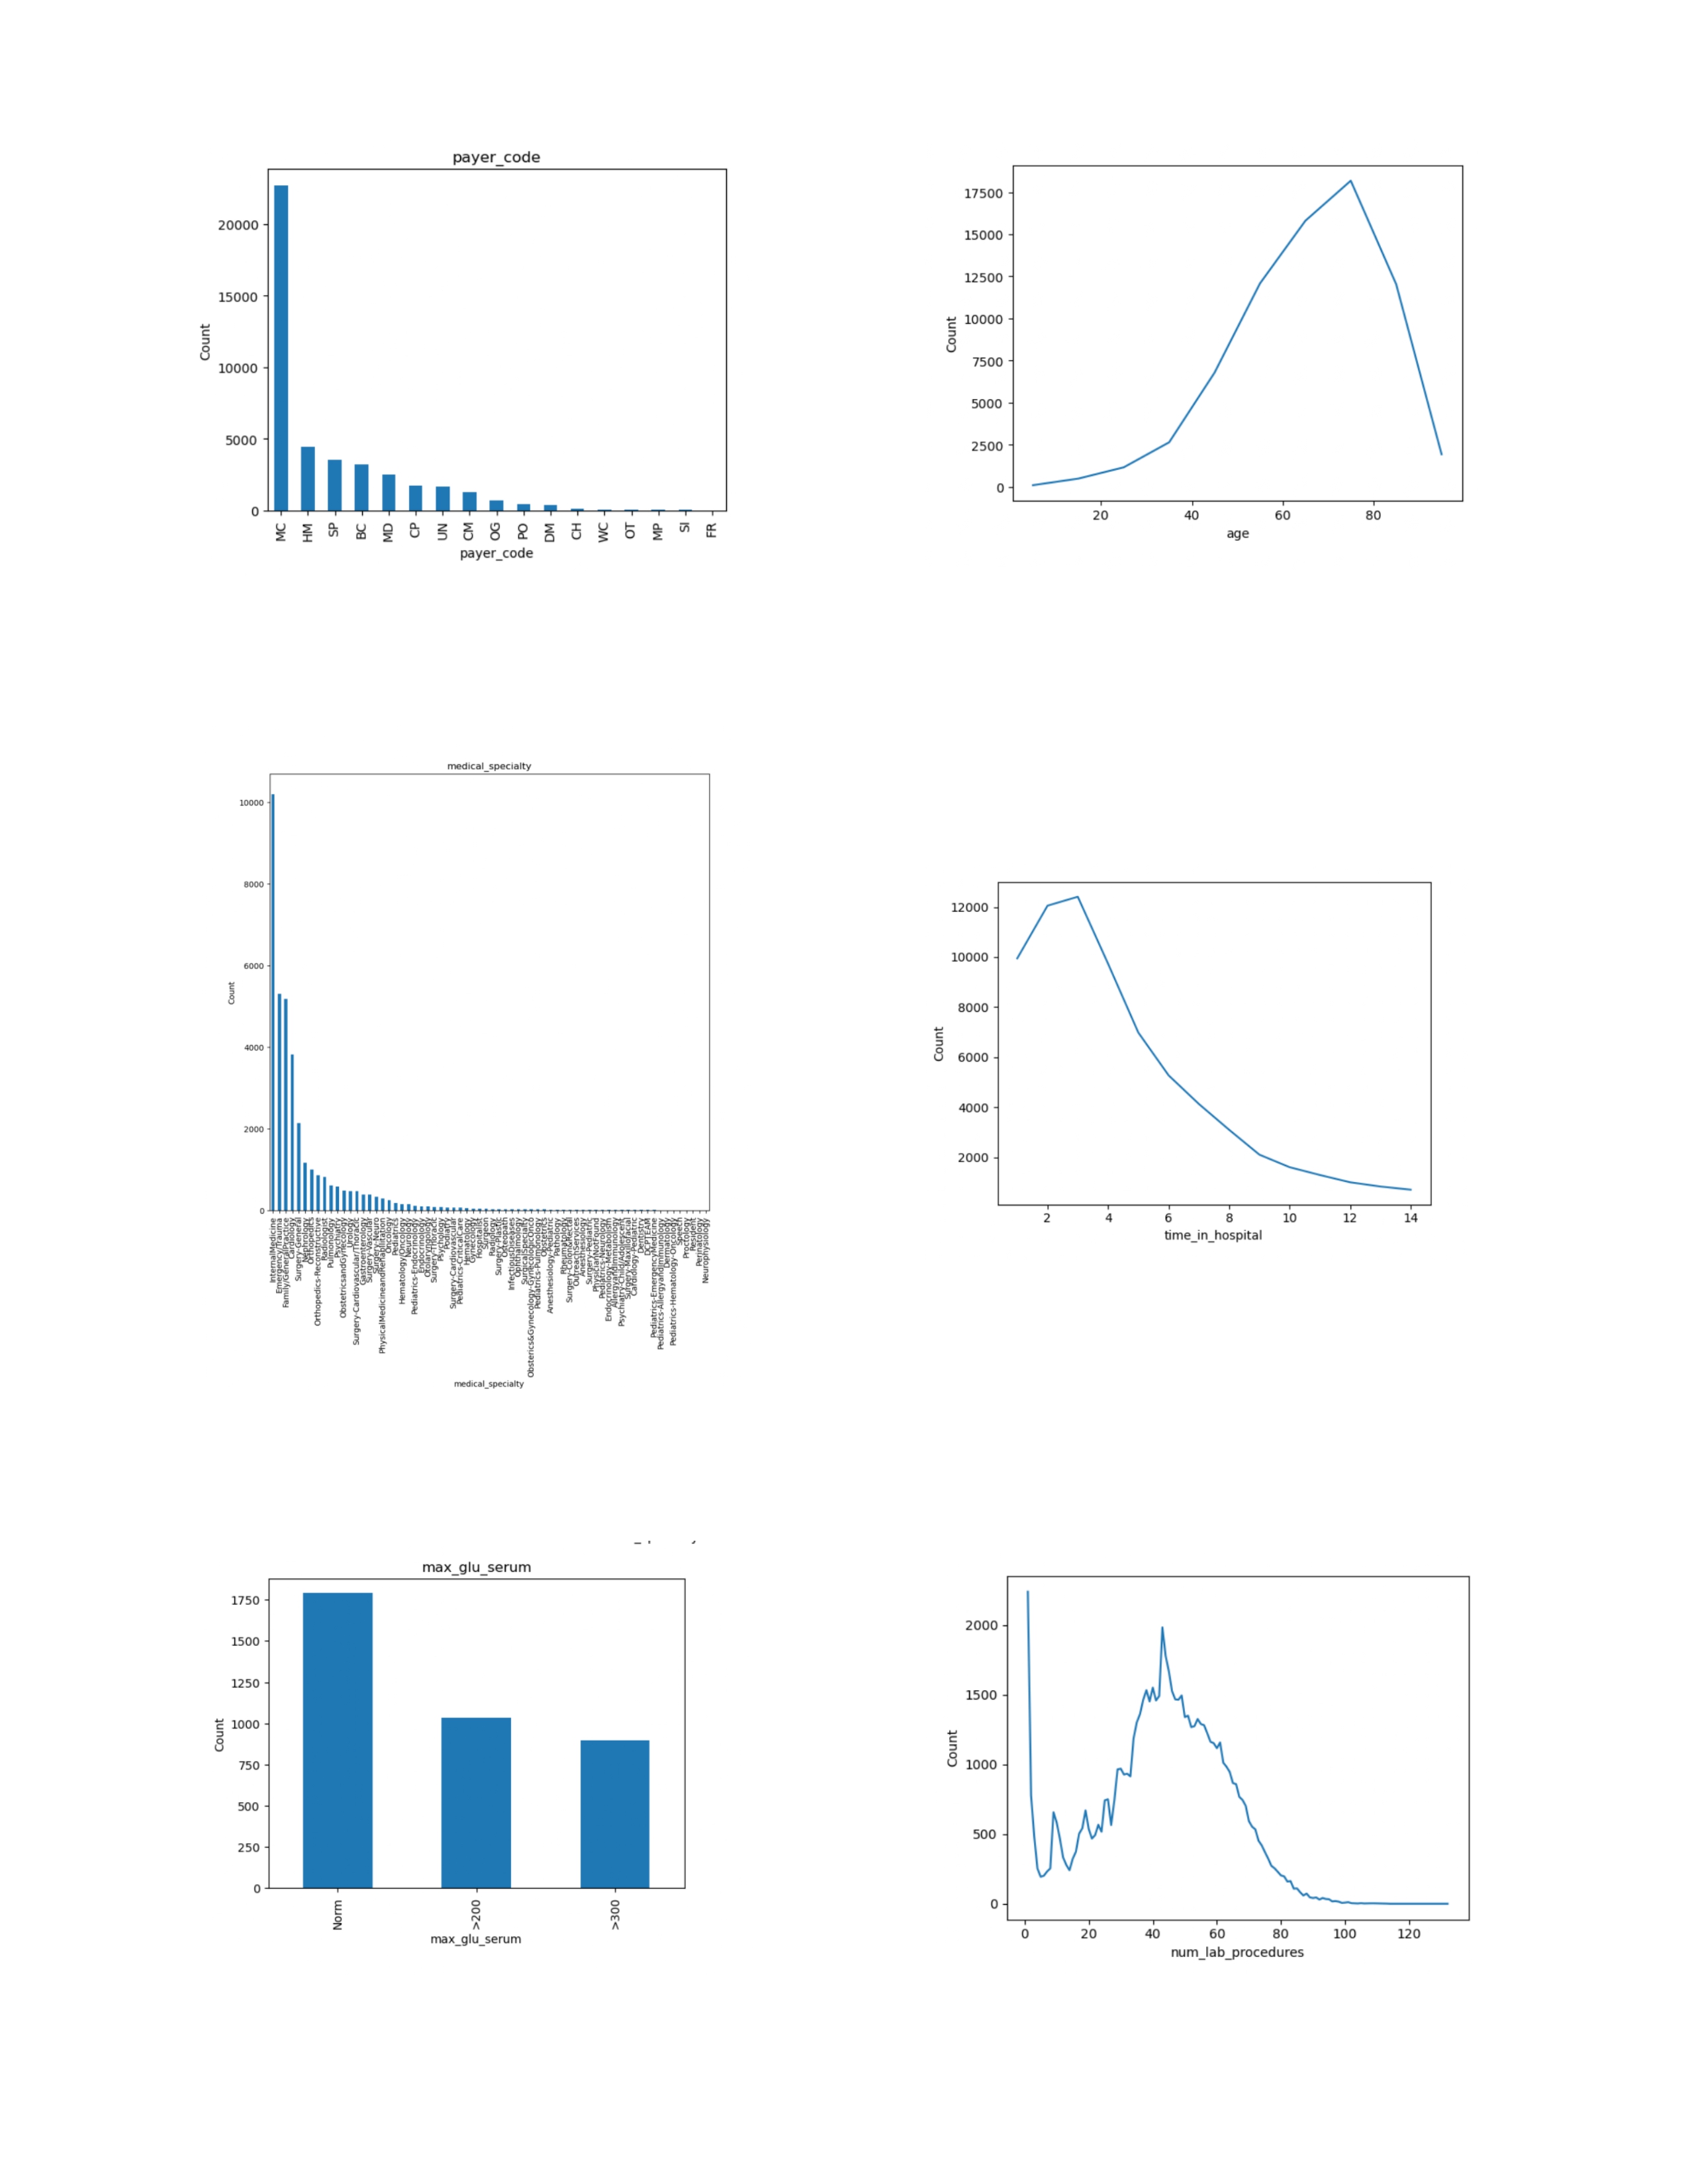 payer_code
20000
15000
10000
5000
0
Count
MC HM SP BC MD CP UN CM OG PO DM CH WC OT MP SI FR
payer_code
17500
15000
12500
10000
7500
5000
2500
0
Count
20 40 60 80
age
medical_specialty
10000
8000
6000
4000
2000
0
Count
InternalMedicine
Emergency/Trauma
Family/GeneralPractice
Cardiology
Surgery-General
Nephrology
Orthopedics
Orthopedics-Reconstructive
Radiologist
Pulmonology
Psychiatry
ObstetricsandGynecology
Urology
Surgery-Cardiovascular/Thoracic
Gastroenterology
Surgery-Vascular
Surgery-Neuro
PhysicalMedicineandRehabilitation
Oncology
Pediatrics
Hematology/Oncology
Neurology
Pediatrics-Endocrinology
Endocrinology
Otolaryngology
Surgery-Thoracic
Psychology
Podiatry
Surgery-Cardiovascular
Pediatrics-CriticalCare
Hematology
Gynecology
Hospitalist
Surgeon
Radiology
Surgery-Plastic
Osteopath
InfectiousDiseases
Ophthalmology
SurgicalSpecialty
Obsterics&Gynecology-GynecologicOnco
Pediatrics-Pulmonology
Obstetrics
Anesthesiology-Pediatric
Pathology
Rheumatology
Surgery-Colon&Rectal
OutreachServices
Anesthesiology
Surgery-Pediatric
PhysicianNotFound
Pediatrics-Neurology
Endocrinology-Metabolism
AllergyandImmunology
Psychiatry-Child/Adolescent
Surgery-Maxillofacial
Cardiology-Pediatric
Dentistry
DCPTEAM
Pediatrics-EmergencyMedicine
Pediatrics-AllergyandImmunology
Dermatology
Pediatrics-Hematology-Oncology
Speech
Proctology
Resident
Perinatology
Neurophysiology
medical_specialty
12000
10000
8000
6000
4000
2000
Count
2 4 6 8 10 12 14
time_in_hospital
max_glu_serum
1750
1500
1250
1000
750
500
250
0
Count
Norm >200 >300
max_glu_serum
2000
1500
1000
500
0
Count
0 20 40 60 80 100 120
num_lab_procedures